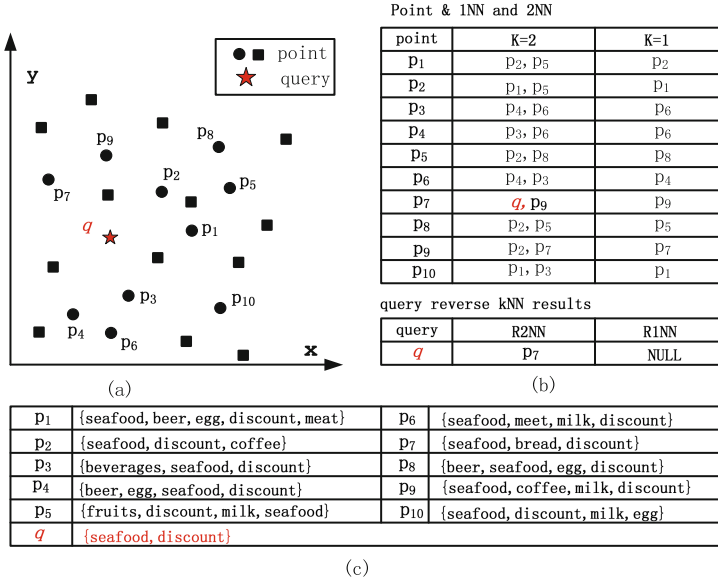 Point & 1NN and 2NN
point K=2 K=1
p1 p2, p5 p2
p2 p1, p5 p1
p3 p4, p6 p6
p4 p3, p6 p6
p5 p2, p8 p8
p6 p4, p3 p4
p7 q, p9 p9
p8 p2, p5 p5
p9 p2, p7 p7
p10 p1, p3 p1
query reverse kNN results
query R2NN R1NN
q p7 NULL
(b)
y
point
query
p9
p8
p7
p2
p5
q
p1
p3
p10
p4
p6
x
(a)
p1 {seafood,beer,egg,discount,meat} p6 {seafood,meet,milk,discount}
p2 {seafood,discount,coffee} p7 {seafood,bread,discount}
p3 {beverages,seafood,discount} p8 {beer,seafood,egg,discount}
p4 {beer,egg,seafood,discount} p9 {seafood,coffee,milk,discount}
p5 {fruits,discount,milk,seafood} p10 {seafood,discount,milk,egg}
q {seafood,discount}
(c)